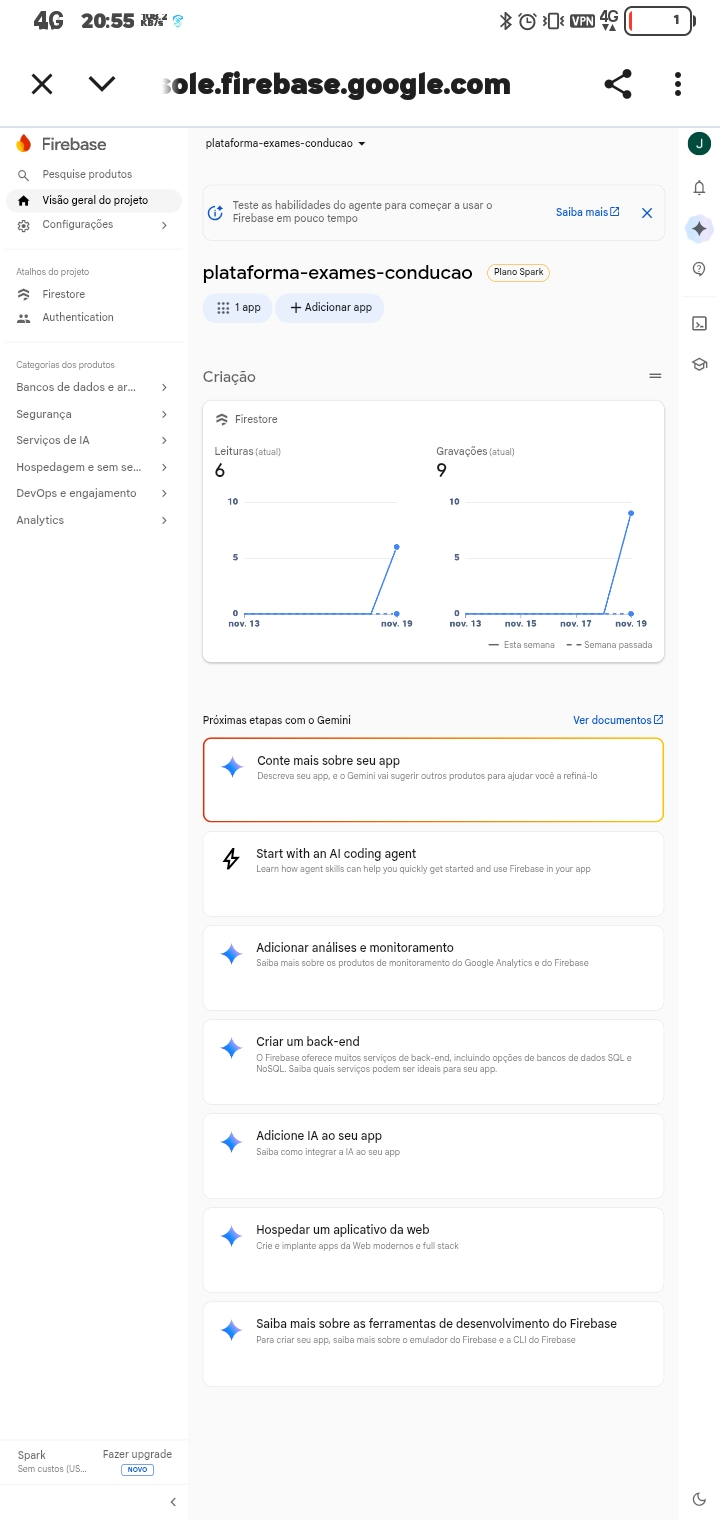 4G 20:55 KB/s VPN 4G 1
ole.firebase.google.com
Firebase
plataforma-exames-conducao
J
Pesquise produtos
Visão geral do projeto
Configurações
Teste as habilidades do agente para começar a usar o
Firebase em pouco tempo
Saiba mais
Atalhos do projeto
Firestore
Authentication
plataforma-exames-conducao
Plano Spark
1 app
Adicionar app
Categorias dos produtos
Bancos de dados e ar...
Segurança
Serviços de IA
Hospedagem e sem se...
DevOps e engajamento
Analytics
Criação
Firestore
Leituras (atual)
6
10
5
0
nov. 13 nov. 19
Gravações (atual)
9
10
5
0
nov. 13 nov. 15 nov. 17 nov. 19
Esta semana Semana passada
Próximas etapas com o Gemini
Ver documentos
Conte mais sobre seu app
Descreva seu app, e o Gemini vai sugerir outros produtos para ajudar você a refiná-lo
Start with an AI coding agent
Learn how agent skills can help you quickly get started and use Firebase in your app
Adicionar análises e monitoramento
Saiba mais sobre os produtos de monitoramento do Google Analytics e do Firebase
Criar um back-end
O Firebase oferece muitos serviços de back-end, incluindo opções de bancos de dados SQL e
NoSQL. Saiba quais serviços podem ser ideais para seu app.
Adicione IA ao seu app
Saiba como integrar a IA ao seu app
Hospedar um aplicativo da web
Crie e implante apps da Web modernos e full stack
Saiba mais sobre as ferramentas de desenvolvimento do Firebase
Para criar seu app, saiba mais sobre o emulador do Firebase e a CLI do Firebase
Spark
Sem custos (US...
Fazer upgrade
NOVO